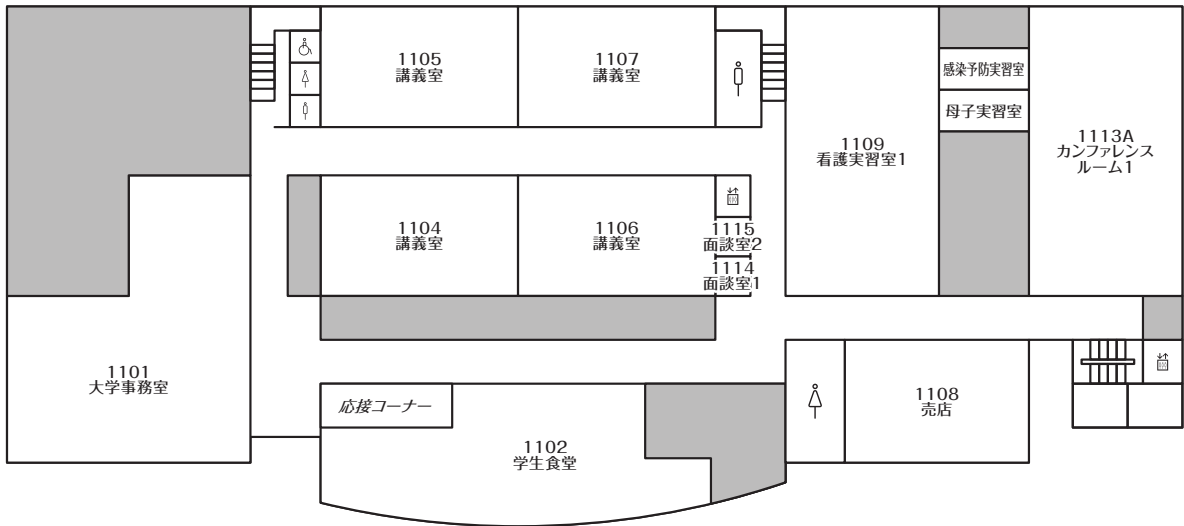 1105
講義室
1107
講義室
感染予防実習室
母子実習室
1109
看護実習室1
1113A
カンファレンス
ルーム1
1104
講義室
1106
講義室
1115
面談室2
1114
面談室1
1101
大学事務室
応接コーナー
1102
学生食堂
1108
売店